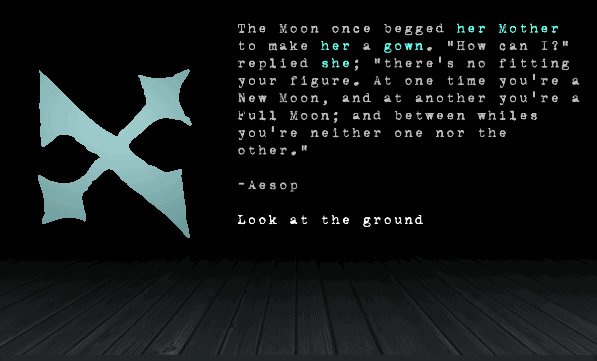 The Moon once begged her Mother
to make her a gown. "How can I?"
replied she; "there's no fitting
your figure. At one time you're a
New Moon, and at another you're a
Full Moon; and between whiles
you're neither one nor the
other."
~Aesop
Look at the ground